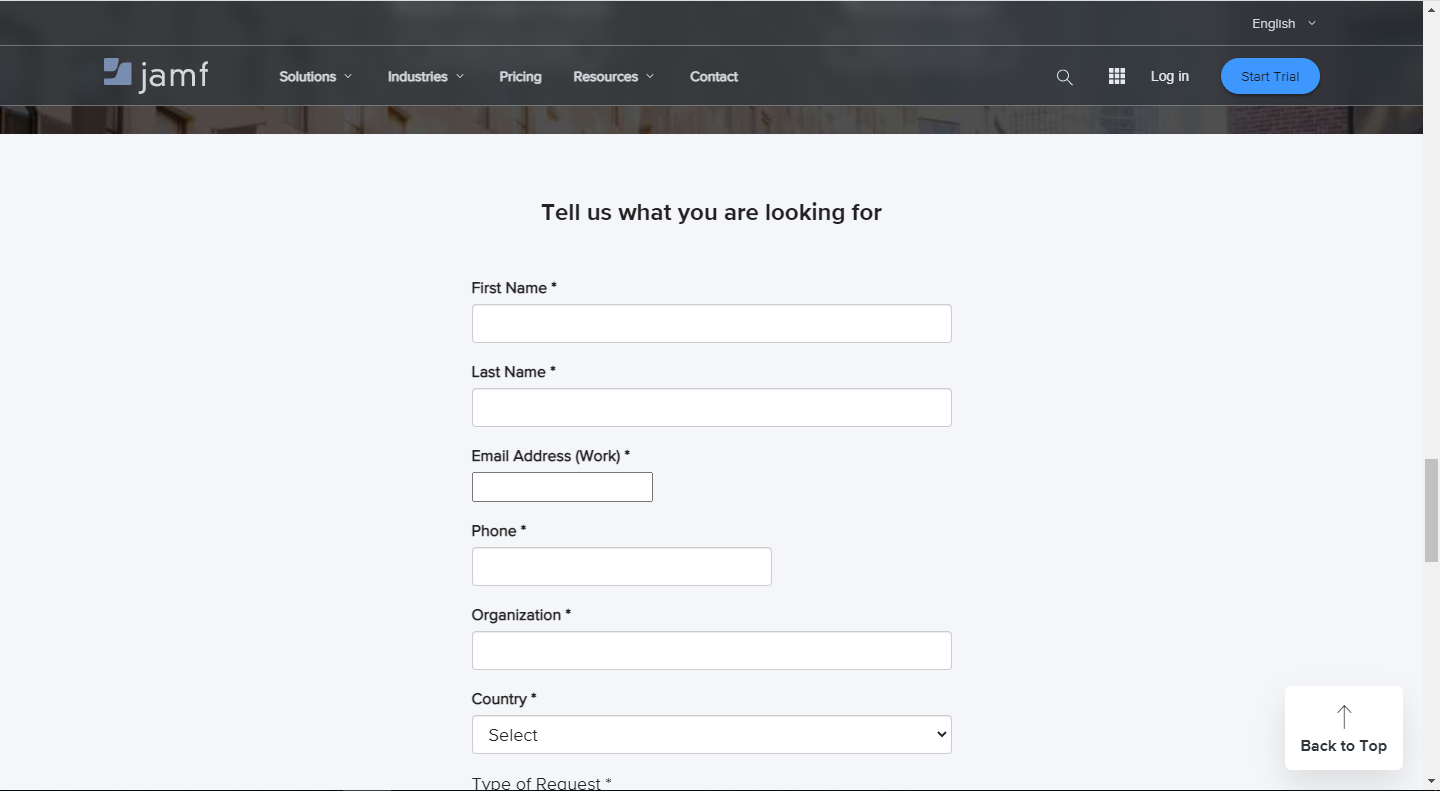 English
jamf
Solutions
Industries
Pricing
Resources
Contact
Log in
Start Trial
Tell us what you are looking for
First Name *
Last Name *
Email Address (Work) *
Phone *
Organization *
Country *
Select
Type of Request *
Back to Top